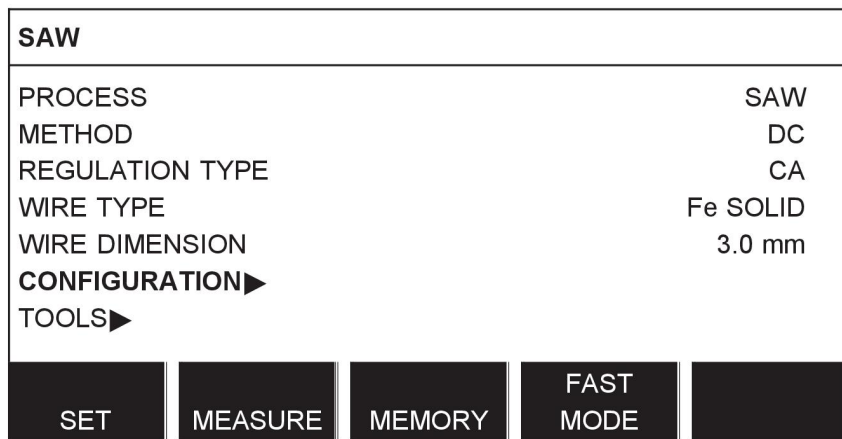 SAW
PROCESS SAW
METHOD DC
REGULATION TYPE CA
WIRE TYPE Fe SOLID
WIRE DIMENSION 3.0 mm
CONFIGURATION▶
TOOLS▶
SET MEASURE MEMORY FAST MODE